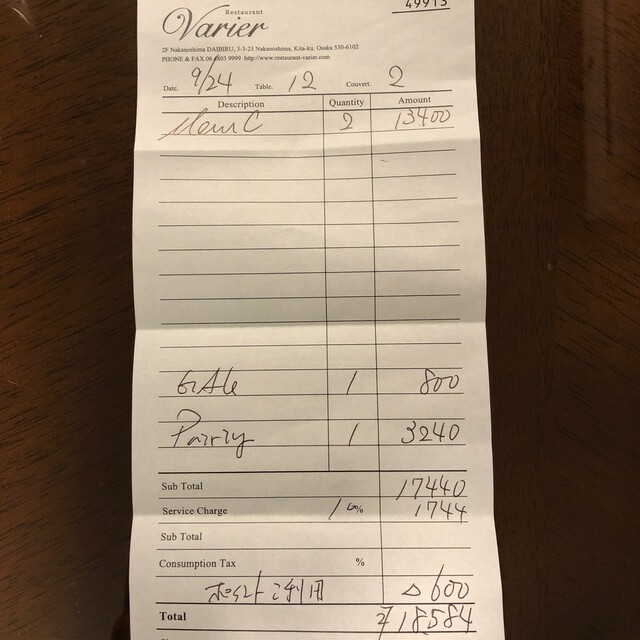 49913
Restaurant
Varier
2F Nakanoshima DAIBIRU, 3-3-23 Nakanoshima, Kita-ku, Osaka 530-6102
PHONE & FAX.06 4803 9999 http://www.restaurant-varier.com
Date. 9/24 Table. 12 Couvert. 2
Description Quantity Amount
Menu C 2 13400
G.Ale 1 800
Pairing 1 3240
Sub Total 17440
Service Charge 10% 1744
Sub Total
Consumption Tax %
ポイントご利用 △600
Total 18584